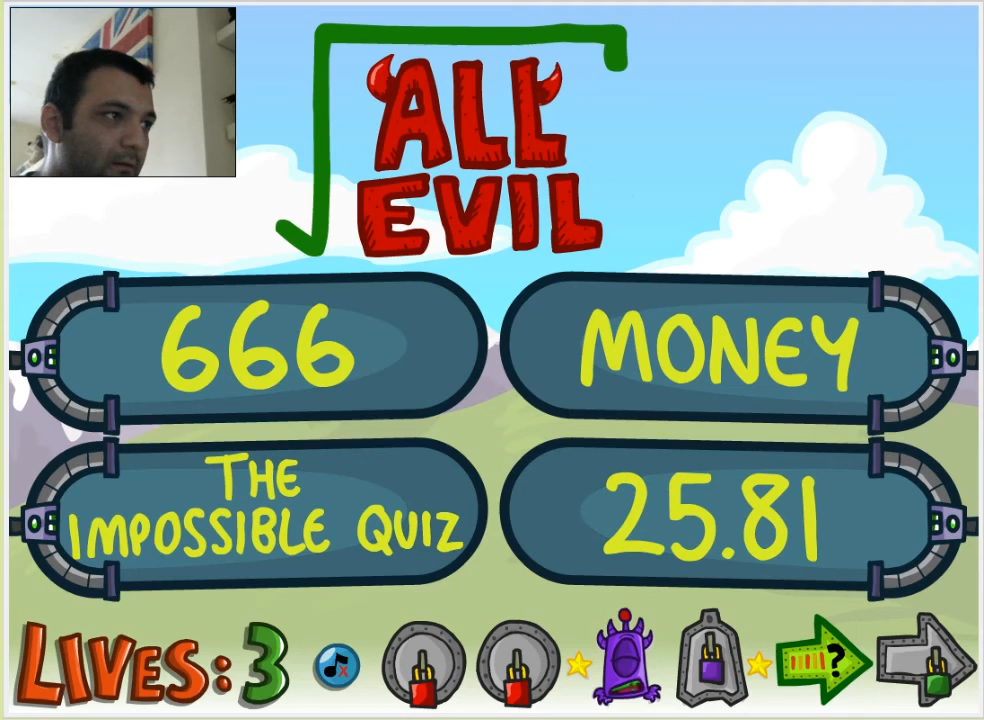 ALL
EVIL
666
MONEY
THE
IMPOSSIBLE QUIZ
25.81
LIVES: 3
?